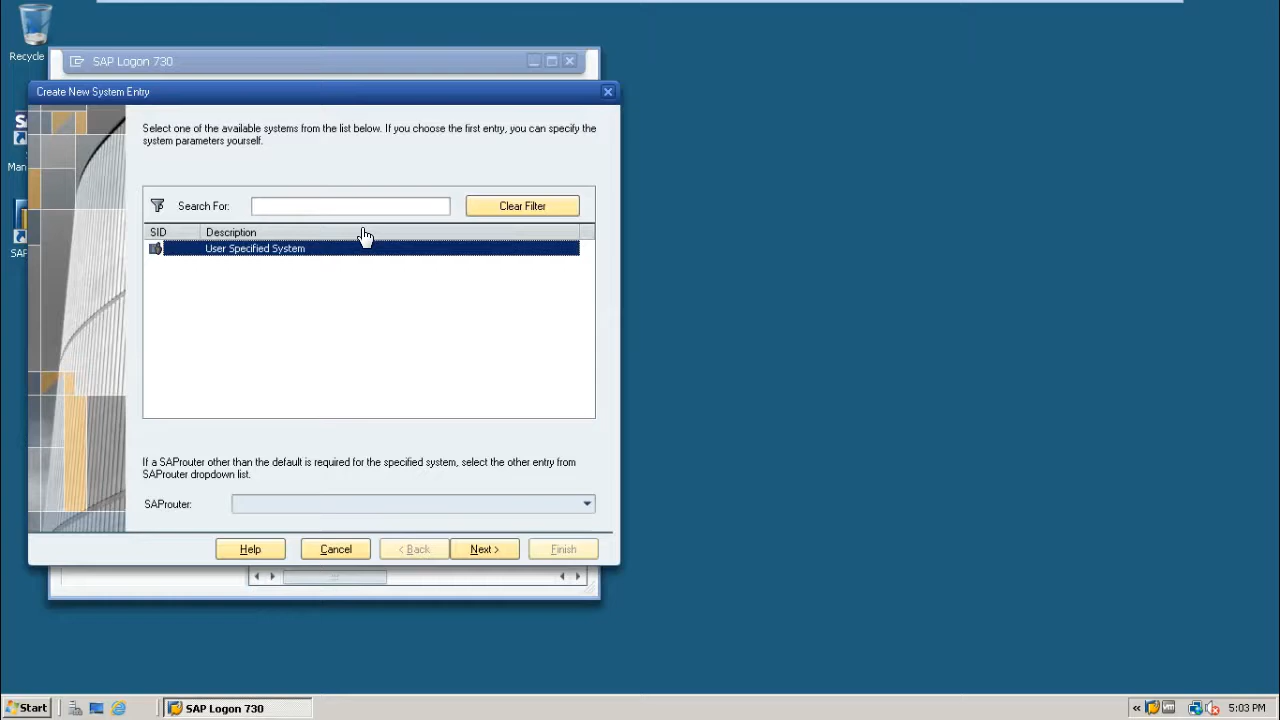 Recycle
SAP Logon 730
Create New System Entry
Select one of the available systems from the list below. If you choose the first entry, you can specify the
system parameters yourself.
Search For:
Clear Filter
SID
Description
User Specified System
If a SAProuter other than the default is required for the specified system, select the other entry from
SAProuter dropdown list.
SAProuter:
Help
Cancel
< Back
Next >
Finish
Man
SAP
Start
SAP Logon 730
5:03 PM